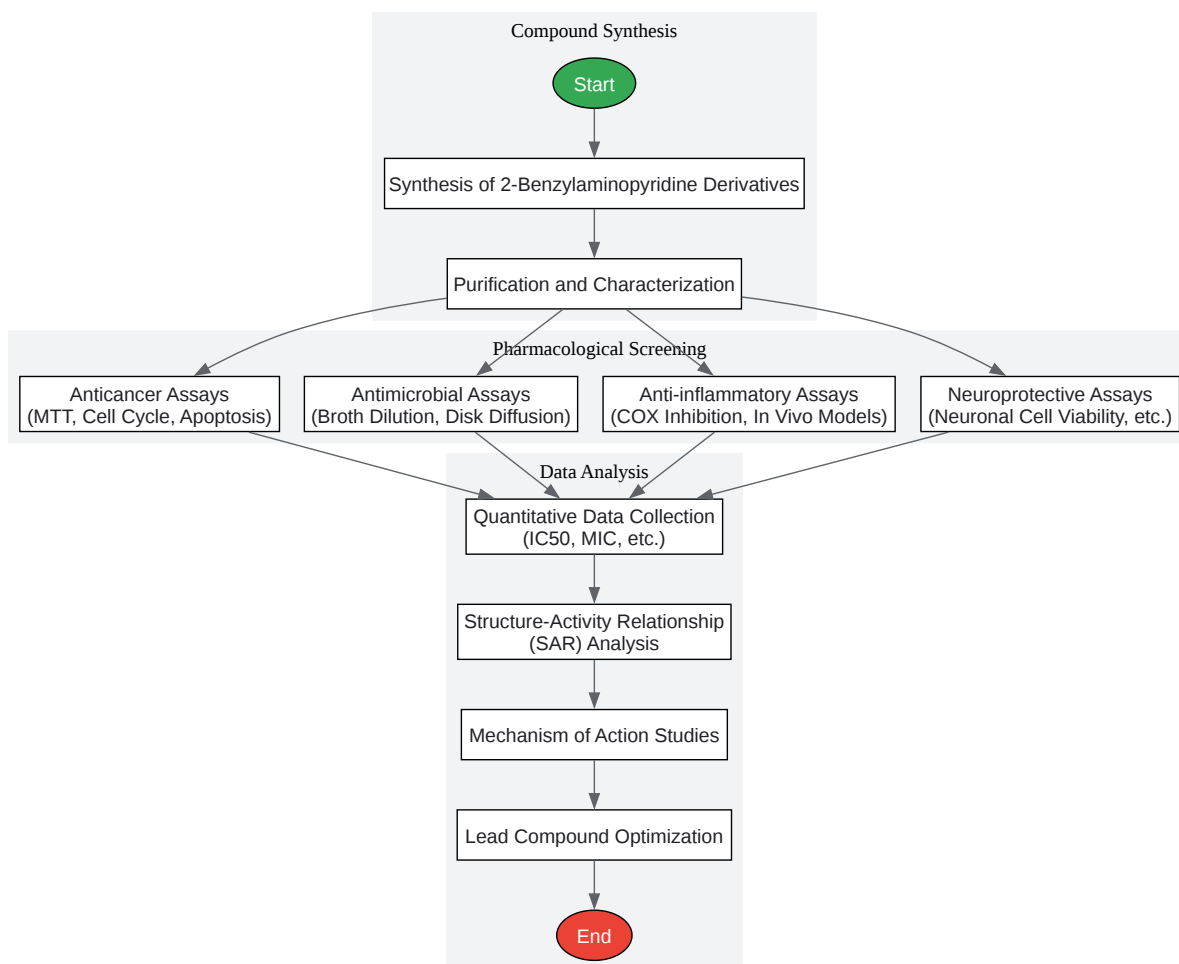 Compound Synthesis
Start
Synthesis of 2-Benzylaminopyridine Derivatives
Purification and Characterization
Pharmacological Screening
Anticancer Assays
(MTT, Cell Cycle, Apoptosis)
Antimicrobial Assays
(Broth Dilution, Disk Diffusion)
Anti-inflammatory Assays
(COX Inhibition, In Vivo Models)
Neuroprotective Assays
(Neuronal Cell Viability, etc.)
Data Analysis
Quantitative Data Collection
(IC50, MIC, etc.)
Structure-Activity Relationship
(SAR) Analysis
Mechanism of Action Studies
Lead Compound Optimization
End